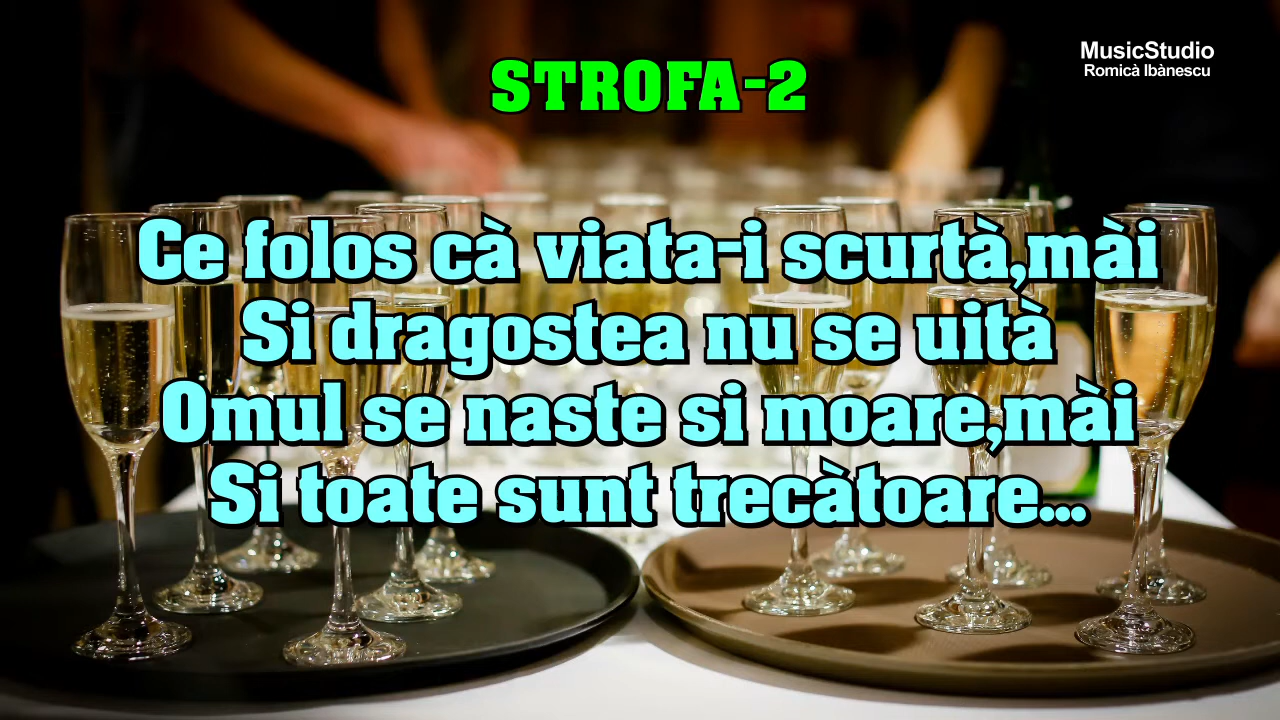 MusicStudio
Romicà Ibànescu
STROFA-2
Ce folos cà viata-i scurtà,mài
Si dragostea nu se uità
Omul se naste si moare,mài
Si toate sunt trecàtoare...